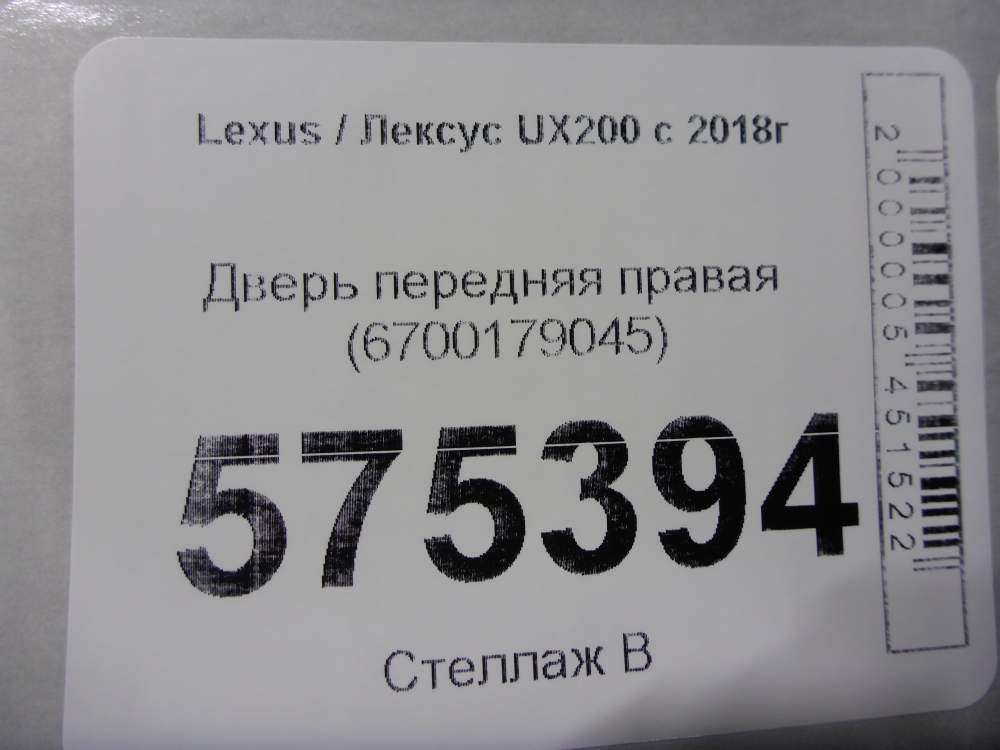 Lexus / Лексус UX200 с 2018г
Дверь передняя правая
(6700179045)
575394
Стеллаж В
2000005451522